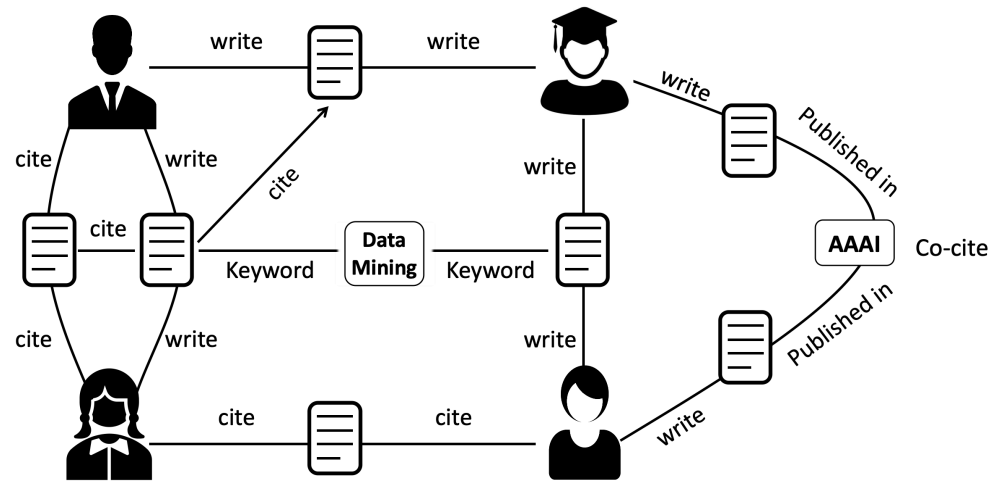 write
write
write
Published in
cite
write
cite
write
cite
AAAI
Co-cite
Data
Mining
Keyword
Keyword
cite
write
write
Published in
cite
cite
write